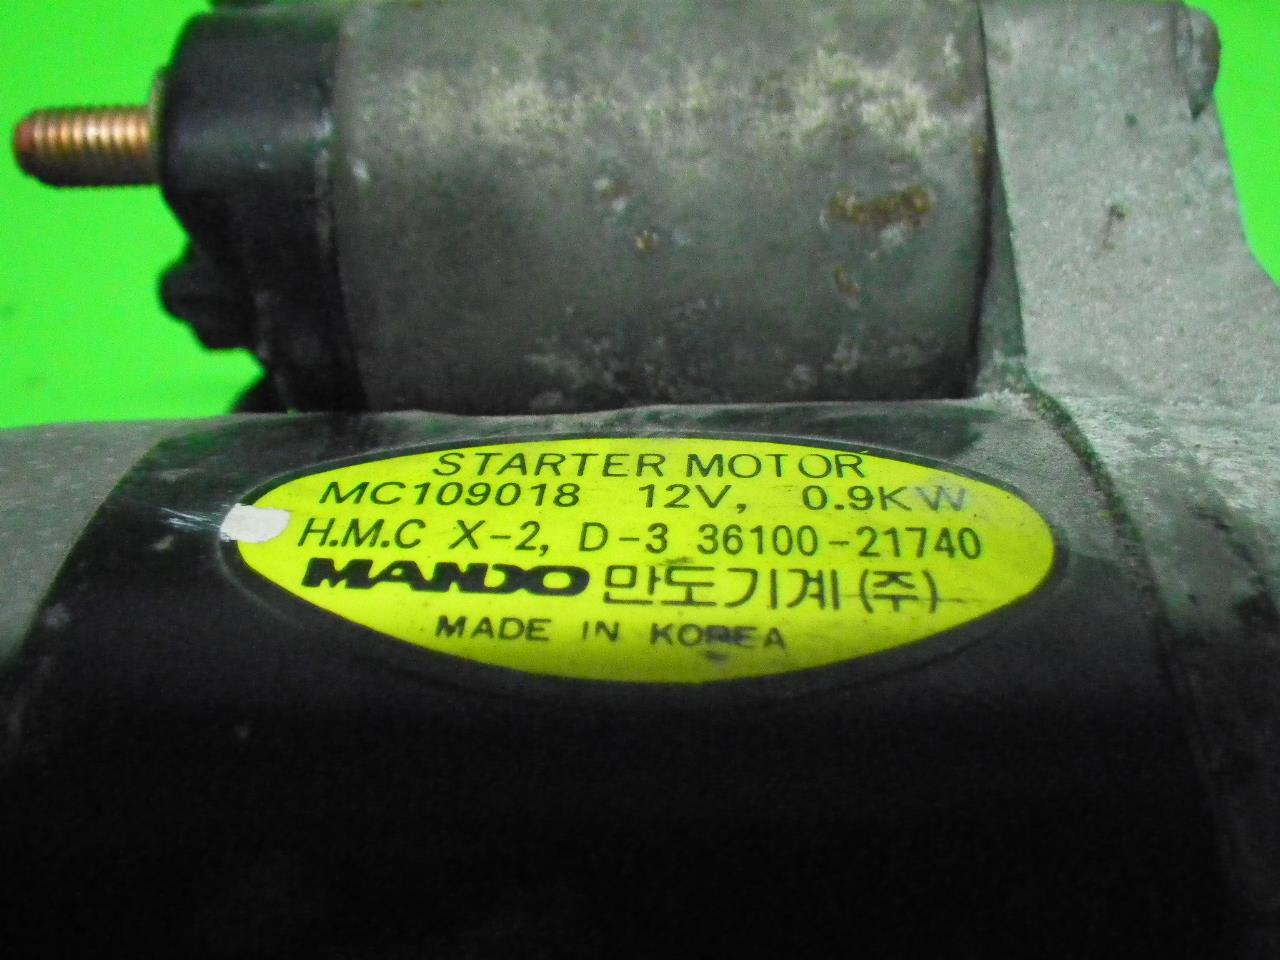 STARTER MOTOR
MC109018 12V, 0.9KW
H.M.C X-2, D-3 36100-21740
MANDO 만도기계(주)
MADE IN KOREA